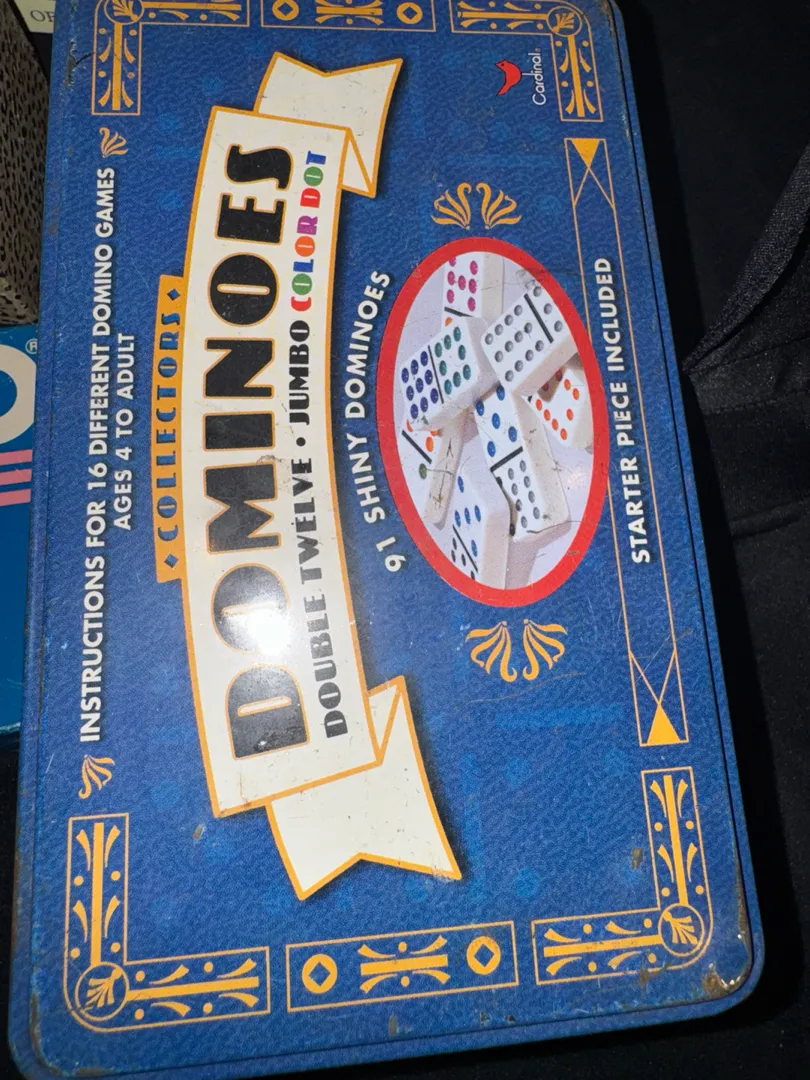 INSTRUCTIONS FOR 16 DIFFERENT DOMINO GAMES
AGES 4 TO ADULT
COLLECTORS
DOMINOES
DOUBLE TWELVE • JUMBO COLOR DOT
91 SHINY DOMINOES
STARTER PIECE INCLUDED
Cardinal®
®